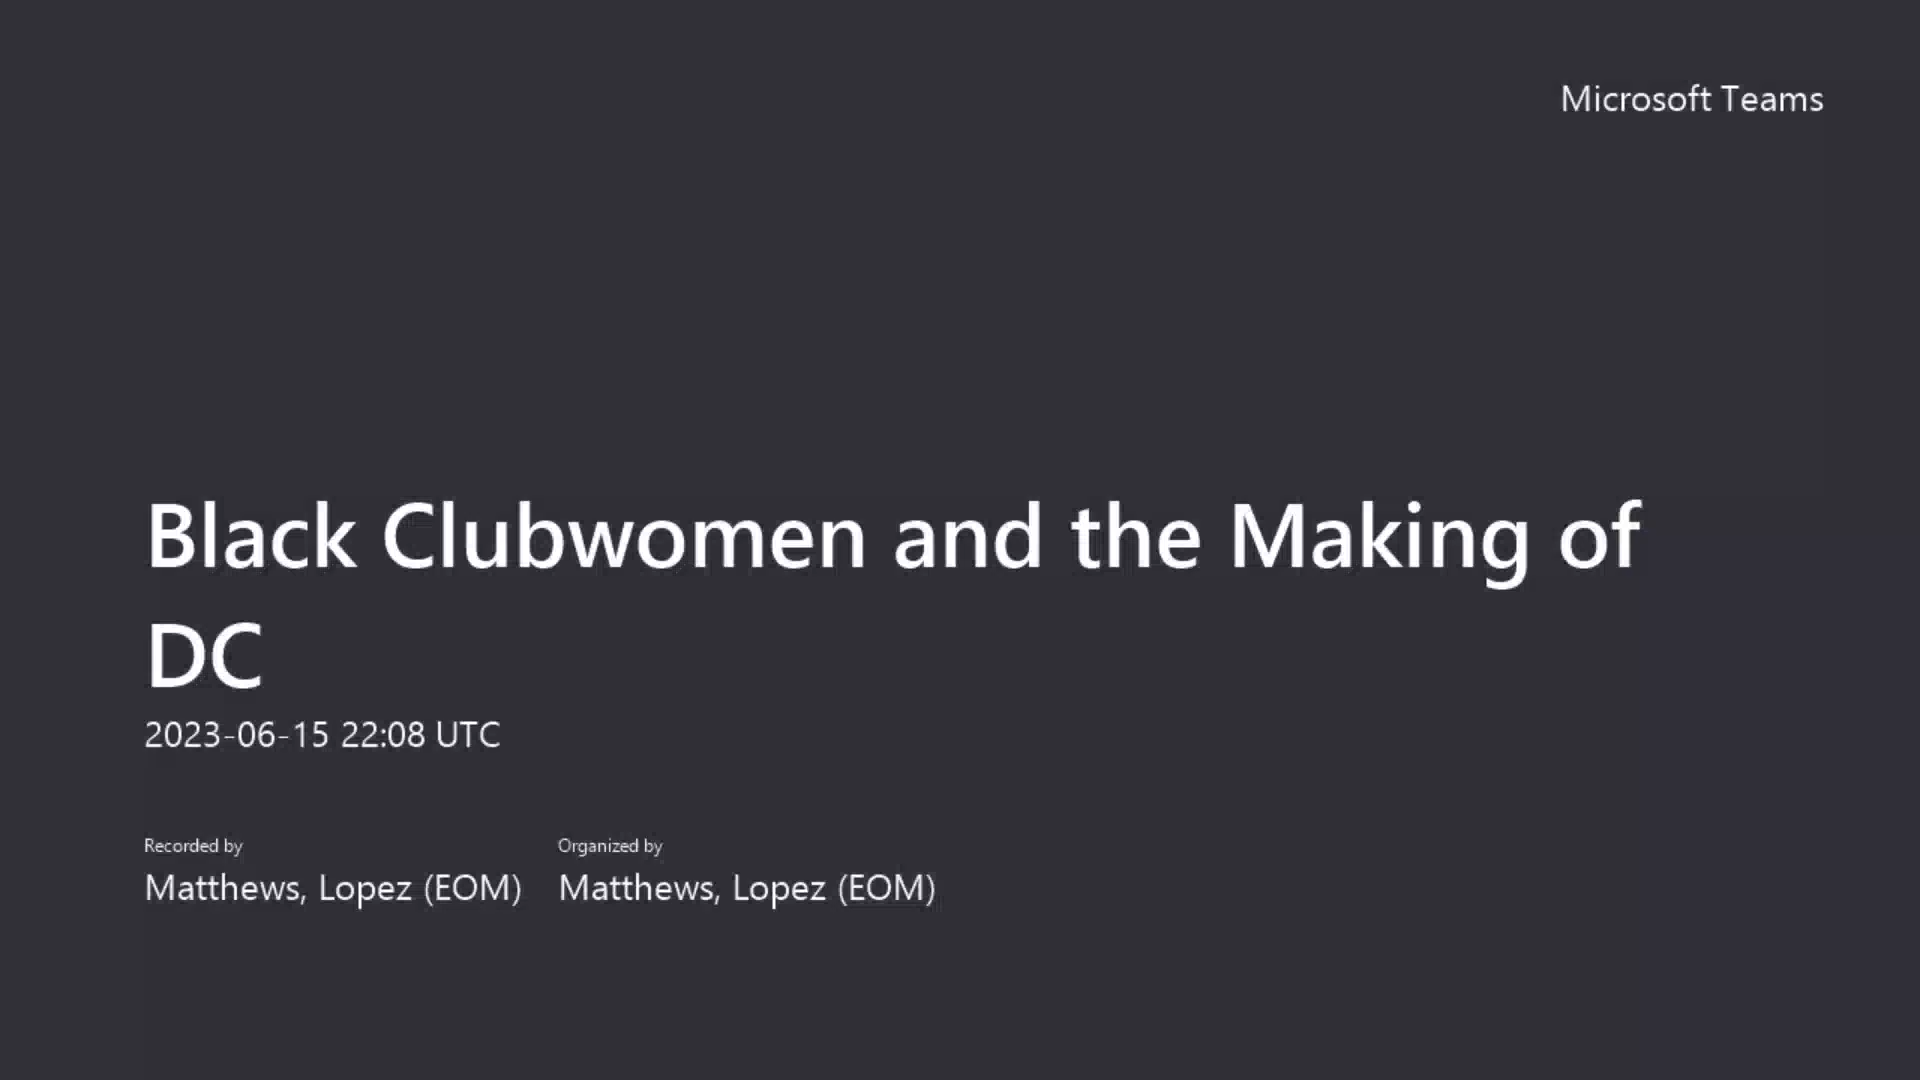 Microsoft Teams
Black Clubwomen and the Making of
DC
2023-06-15 22:08 UTC
Recorded by
Organized by
Matthews, Lopez (EOM)
Matthews, Lopez (EOM)